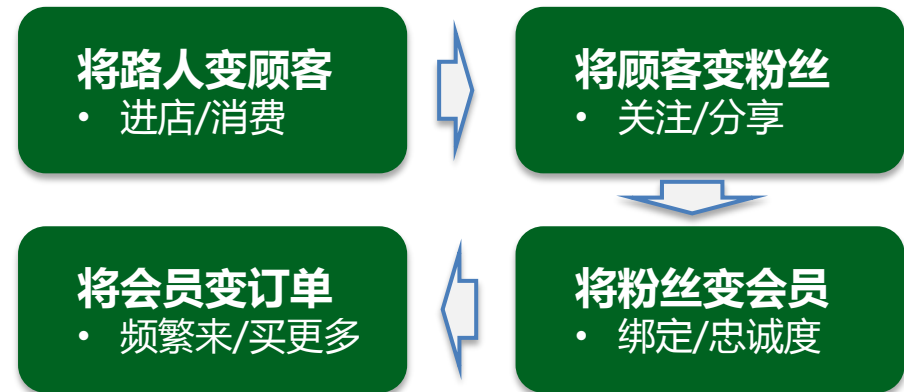 将路人变顾客
• 进店/消费
将顾客变粉丝
• 关注/分享
将粉丝变会员
• 绑定/忠诚度
将会员变订单
• 频繁来/买更多